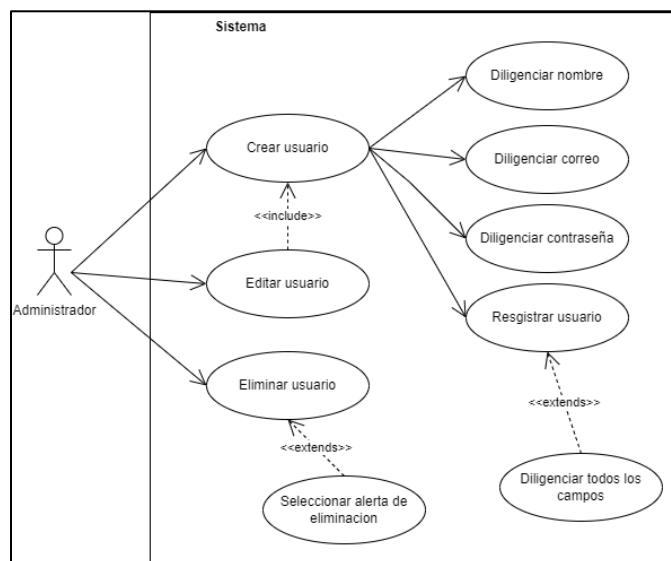 Sistema
Diligenciar nombre
Crear usuario
Diligenciar correo
<<include>>
Diligenciar contraseña
Administrador
Editar usuario
Resgistrar usuario
Eliminar usuario
<<extends>>
<<extends>>
Seleccionar alerta de
eliminacion
Diligenciar todos los
campos